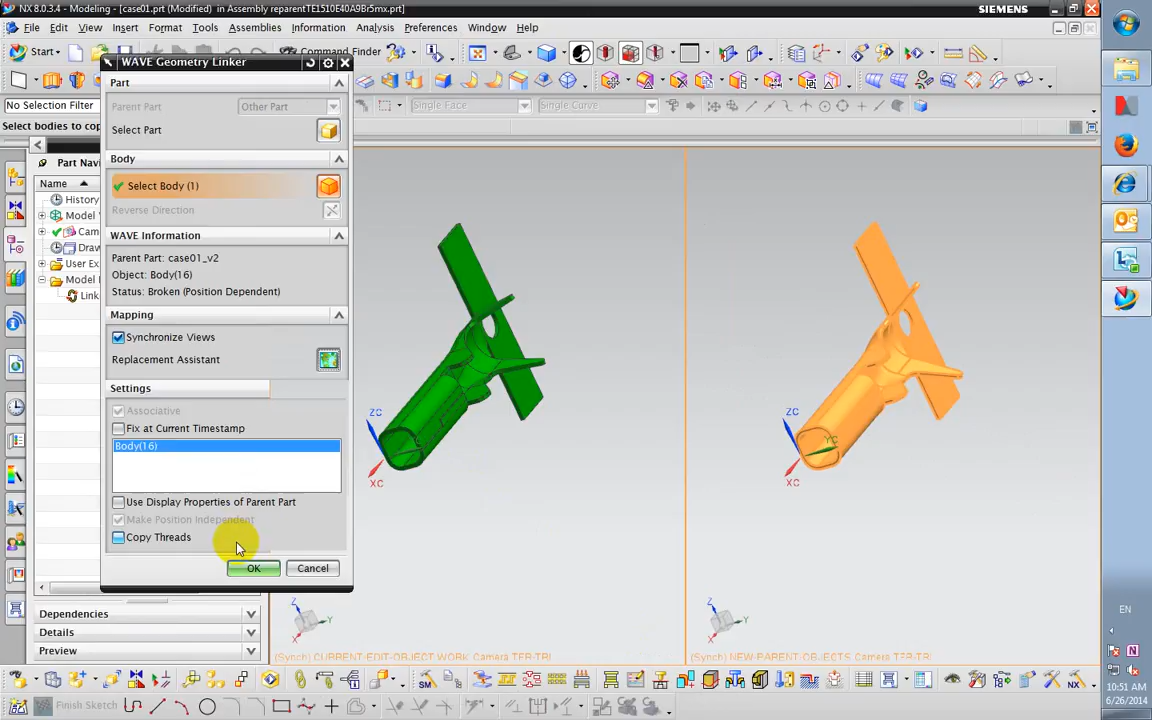 NX 8.0.3.4 - Modeling - [case01.prt (Modified) in Assembly reparentTE1510E40A9Br5mx.prt]
SIEMENS
File Edit View Insert Format Tools Assemblies Information Analysis Preferences Window Help
Start
Command Finder
WAVE Geometry Linker
No Selection Filter
Single Face
Single Curve
Select bodies to cop
Part
Parent Part
Other Part
Select Part
Part Navi
Body
Name
Select Body (1)
History
Reverse Direction
Model V
Cam
WAVE Information
Draw
Parent Part: case01_v2
User Ex
Object: Body(16)
Model H
Status: Broken (Position Dependent)
Link
Mapping
Synchronize Views
Replacement Assistant
Settings
Associative
Fix at Current Timestamp
Body(16)
Use Display Properties of Parent Part
Make Position Independent
Copy Threads
OK
Cancel
ZC
XC
ZC
YC
XC
Dependencies
Details
Preview
Z
Y
X
Z
Y
X
(Synch) CURRENT EDIT-OBJECT WORK Camera TFR-TRI
(Synch) NEW PARENT OBJECTS Camera TFR-TRI
Finish Sketch
SM
NX
EN
10:51 AM
6/26/2014